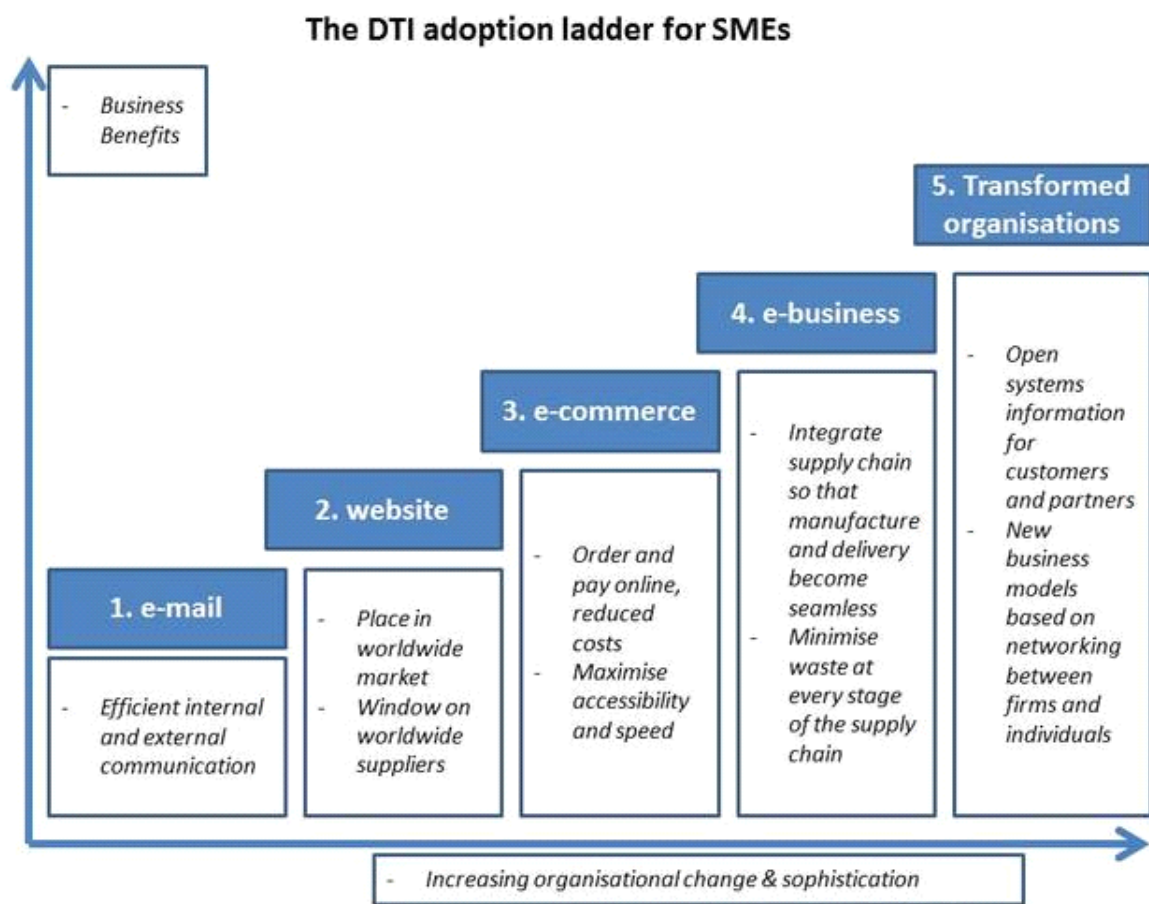 The DTI adoption ladder for SMEs
- Business
Benefits
5. Transformed
organisations
- Open
systems
information
for
customers
and partners
- New
business
models
based on
networking
between
firms and
individuals
4. e-business
- Integrate
supply chain
so that
manufacture
and delivery
become
seamless
- Minimise
waste at
every stage
of the supply
chain
3. e-commerce
- Order and
pay online,
reduced
costs
- Maximise
accessibility
and speed
2. website
- Place in
worldwide
market
- Window on
worldwide
suppliers
1. e-mail
- Efficient internal
and external
communication
- Increasing organisational change & sophistication